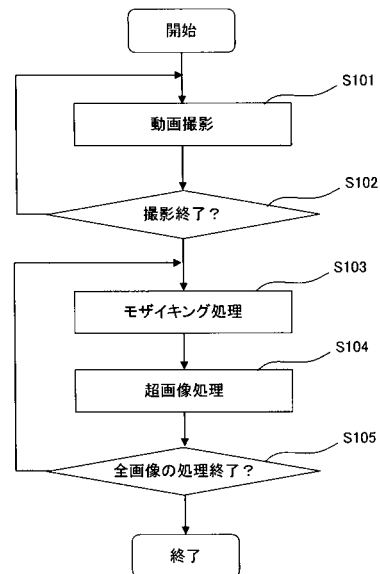 開始
S101
動画撮影
S102
撮影終了?
S103
モザイキング処理
S104
超画像処理
S105
全画像の処理終了?
終了